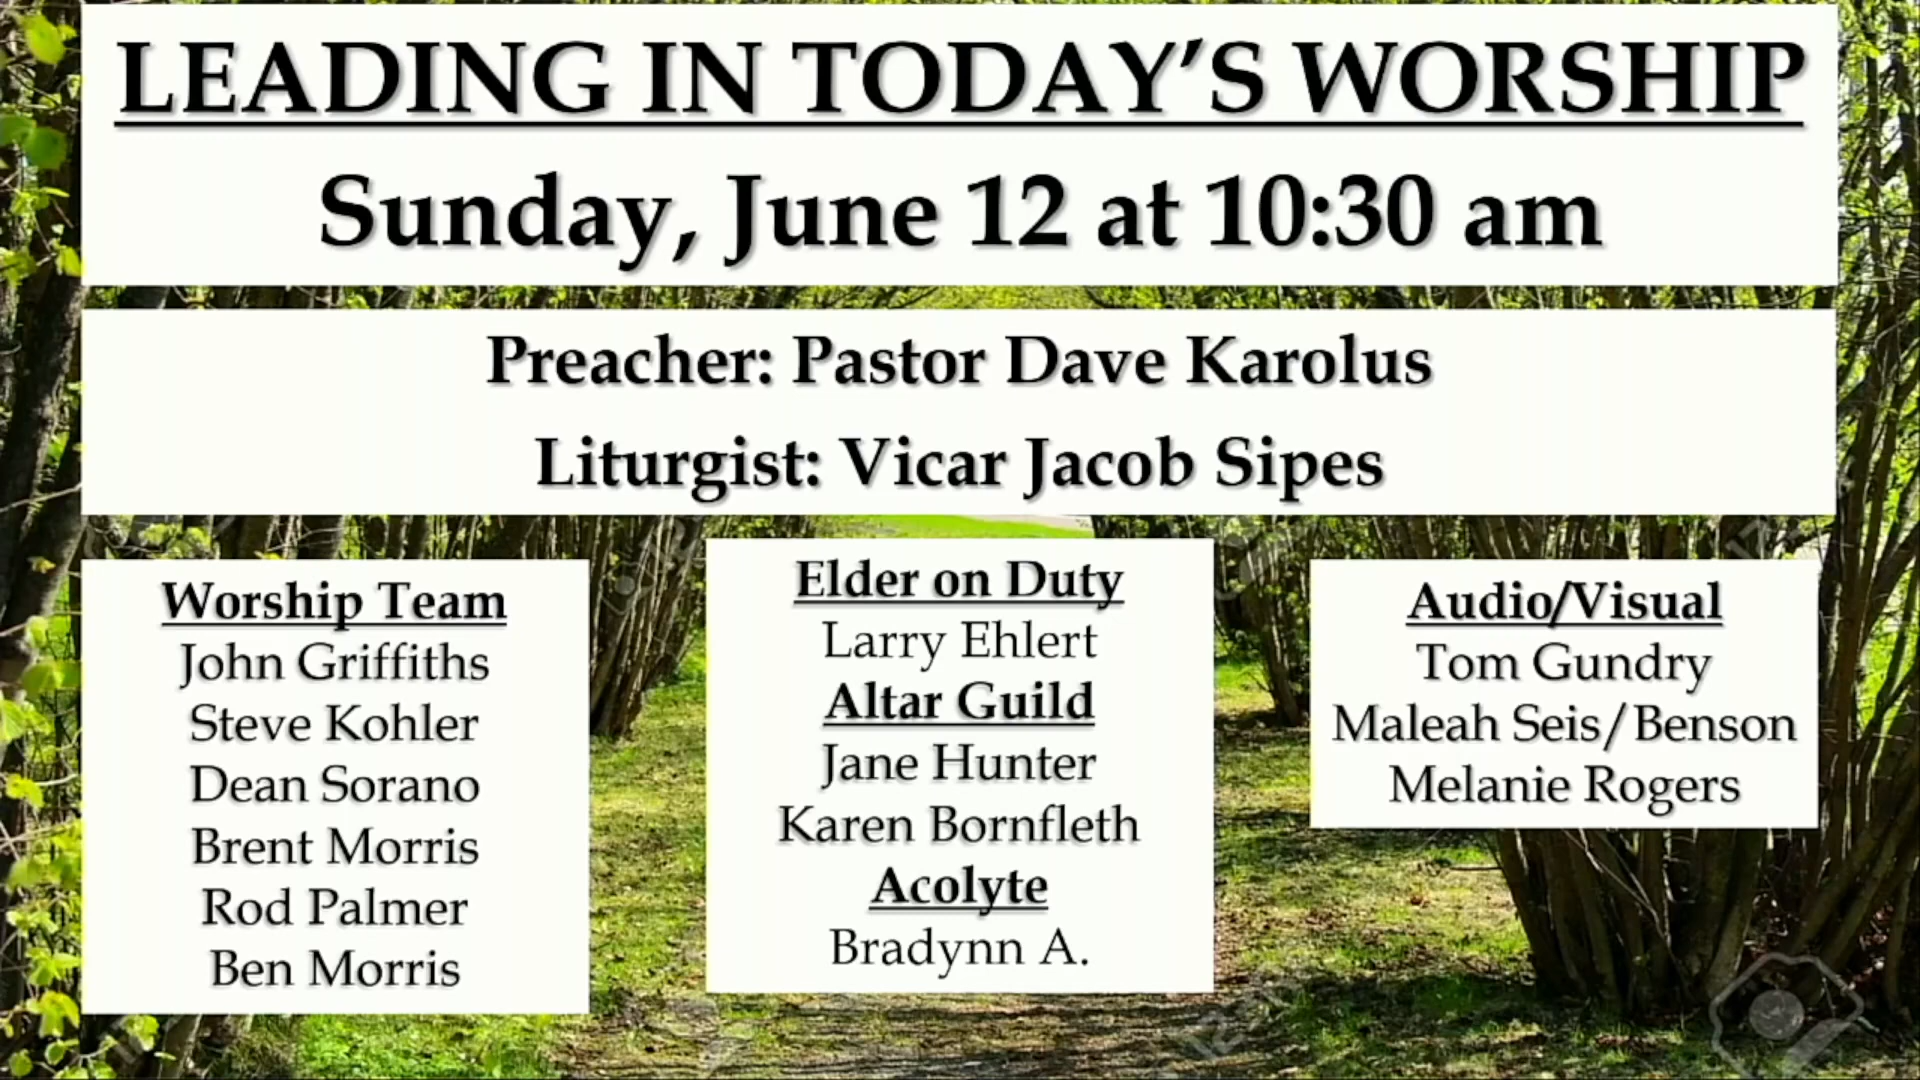 LEADING IN TODAY’S WORSHIP
Sunday, June 12 at 10:30 am
Preacher: Pastor Dave Karolus
Liturgist: Vicar Jacob Sipes
Worship Team
John Griffiths
Steve Kohler
Dean Sorano
Brent Morris
Rod Palmer
Ben Morris
Elder on Duty
Larry Ehlert
Altar Guild
Jane Hunter
Karen Bornfleth
Acolyte
Bradynn A.
Audio/Visual
Tom Gundry
Maleah Seis/Benson
Melanie Rogers